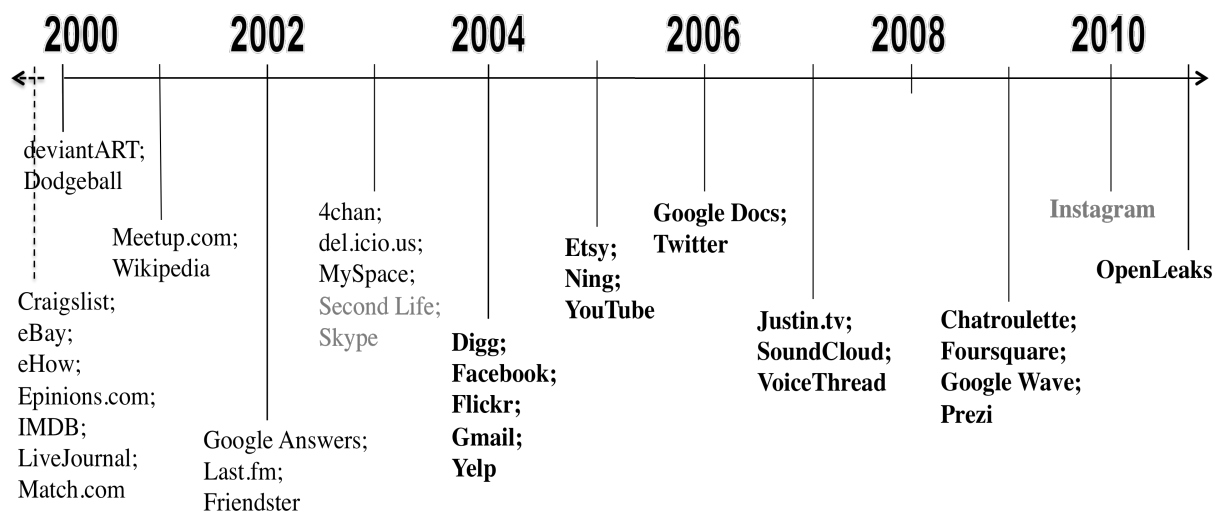 2000 2002 2004 2006 2008 2010
deviantART;
Dodgeball
Craigslist;
eBay;
eHow;
Epinions.com;
IMDB;
LiveJournal;
Match.com
Meetup.com;
Wikipedia
Google Answers;
Last.fm;
Friendster
4chan;
del.icio.us;
MySpace;
Second Life;
Skype
Digg;
Facebook;
Flickr;
Gmail;
Yelp
Etsy;
Ning;
YouTube
Google Docs;
Twitter
Justin.tv;
SoundCloud;
VoiceThread
Chatroulette;
Foursquare;
Google Wave;
Prezi
Instagram
OpenLeaks